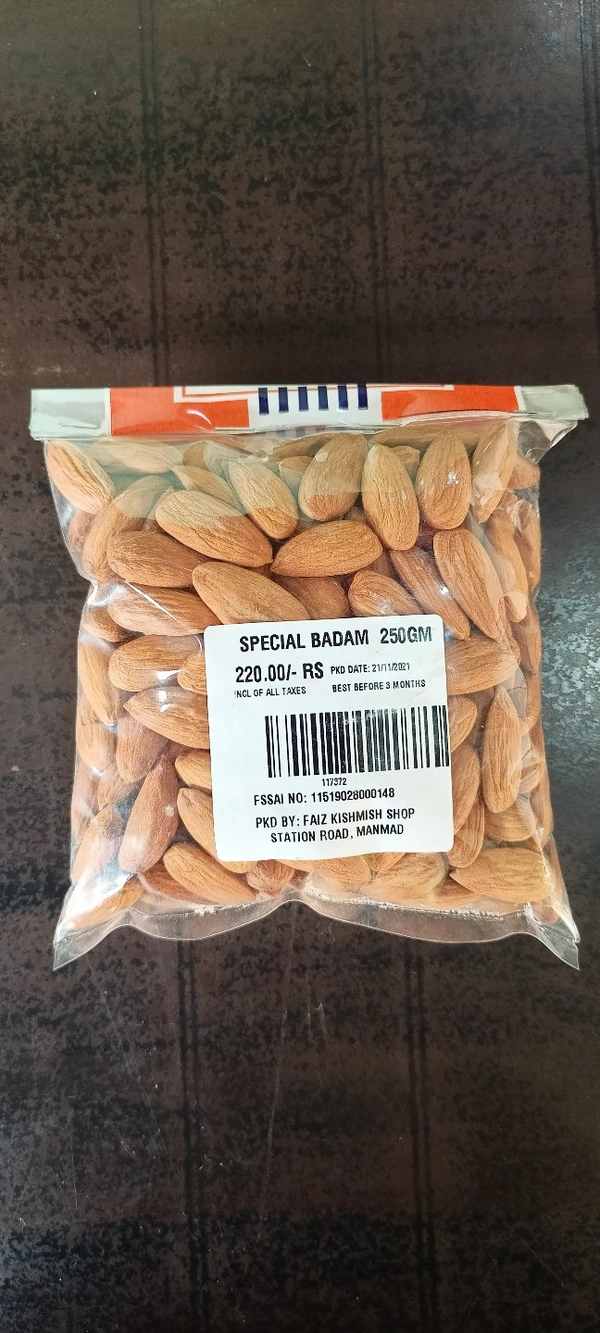 SPECIAL BADAM 250GM
220.00/- RS PKD DATE: 21/11/2021
INCL OF ALL TAXES BEST BEFORE 3 MONTHS
117372
FSSAI NO: 11519028000148
PKD BY: FAIZ KISHMISH SHOP
STATION ROAD, MANMAD